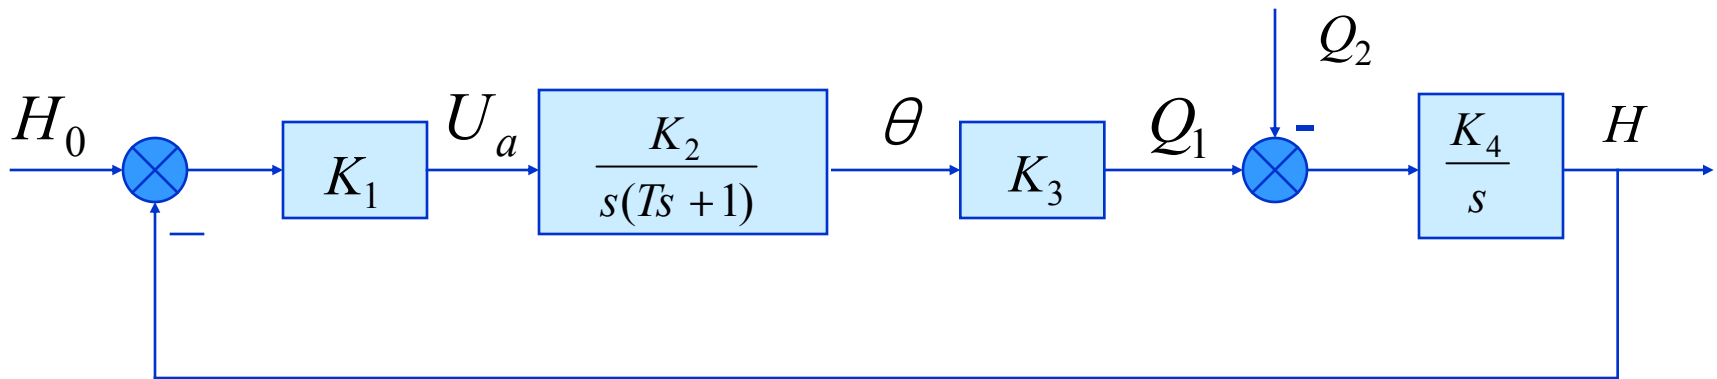 H₀
−
K₁
Uₐ
K₂
s(Ts + 1)
θ
K₃
Q₁
Q₂
-
K₄
s
H